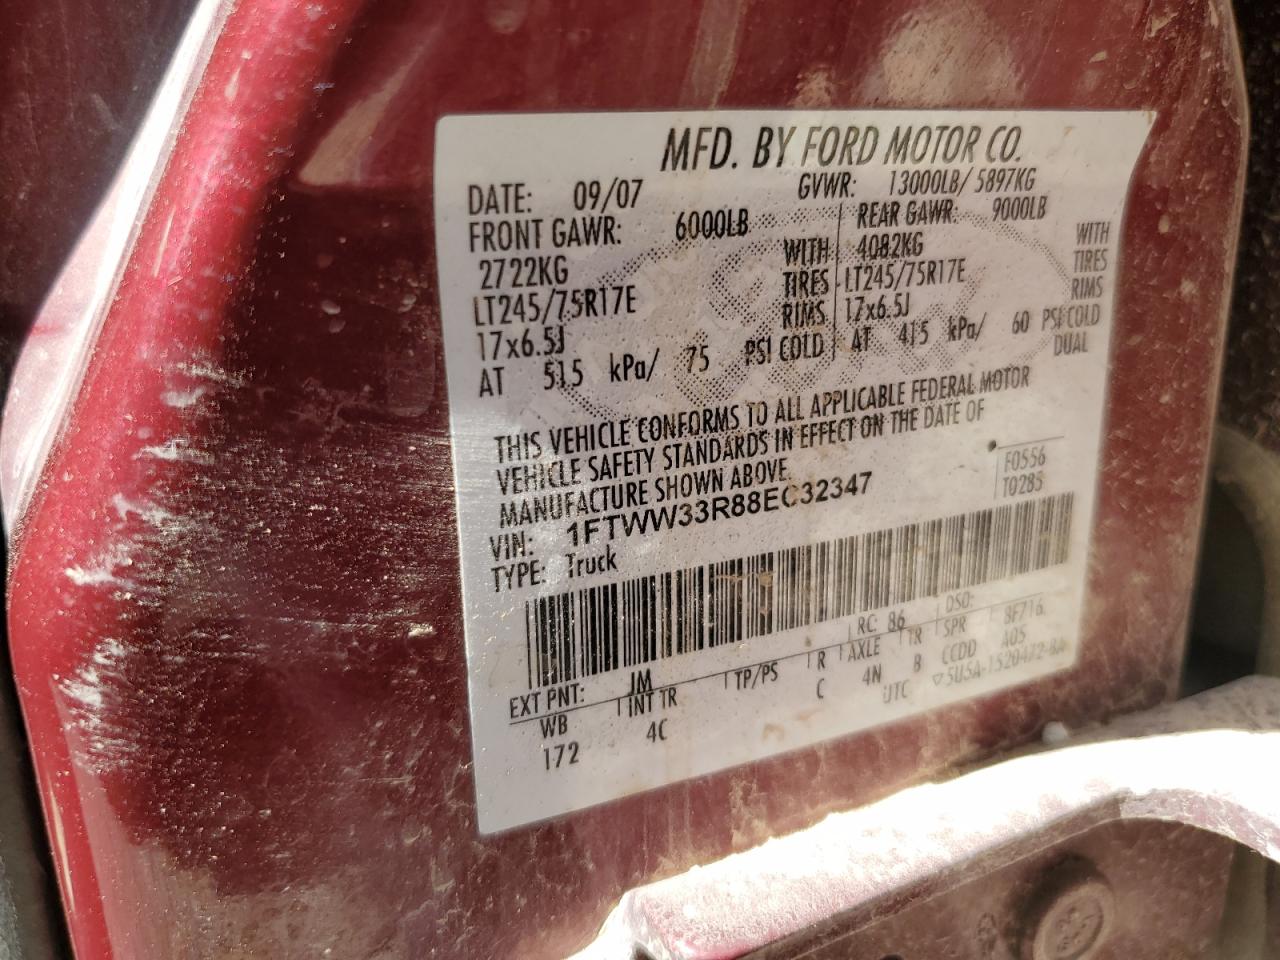 MFD. BY FORD MOTOR CO.
DATE: 09/07 GVWR: 13000LB/ 5897KG
FRONT GAWR: 6000LB REAR GAWR: 9000LB
2722KG WITH 4082KG WITH
LT245/75R17E TIRES LT245/75R17E TIRES
17x6.5J RIMS 17x6.5J RIMS
AT 515 kPa/ 75 PSI COLD AT 415 kPa/ 60 PSI COLD
DUAL
THIS VEHICLE CONFORMS TO ALL APPLICABLE FEDERAL MOTOR
VEHICLE SAFETY STANDARDS IN EFFECT ON THE DATE OF
MANUFACTURE SHOWN ABOVE.
VIN: 1FTWW33R88EC32347
F0556
T0285
TYPE: Truck
EXT PNT: JM RC: 86 DSO:
WB INT TR TP/PS R AXLE TR SPR 8F716
172 4C C 4N B CCDD A05
UTC ▽5U5A-1520472-BA